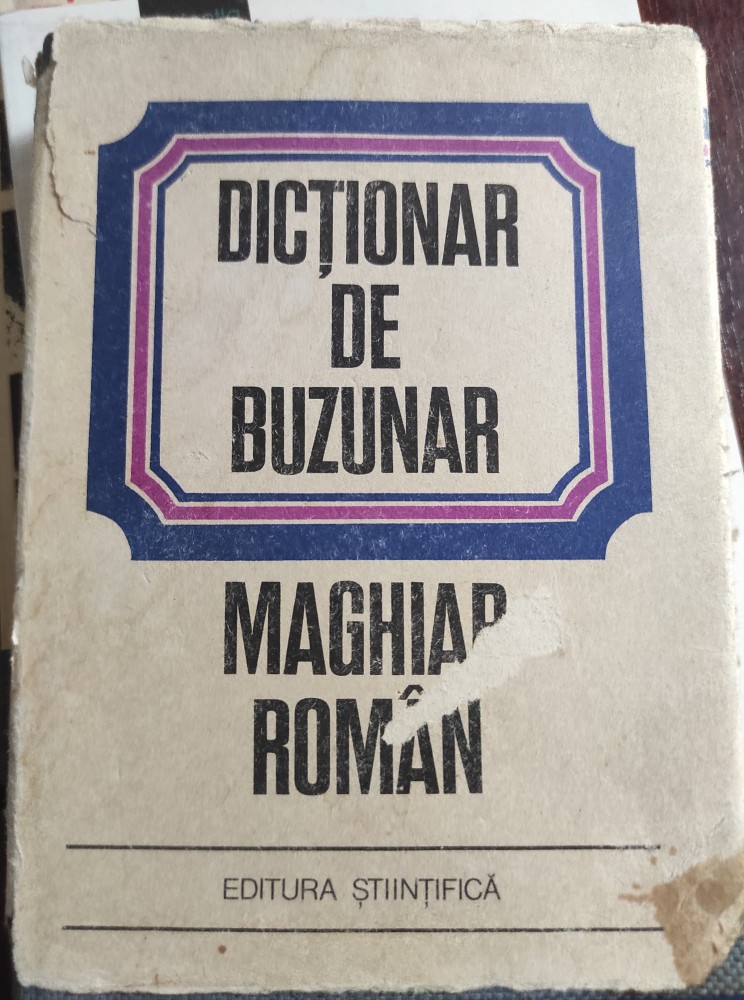 DICȚIONAR
DE
BUZUNAR
MAGHIAR
ROMÂN
EDITURA ȘTIINȚIFICĂ